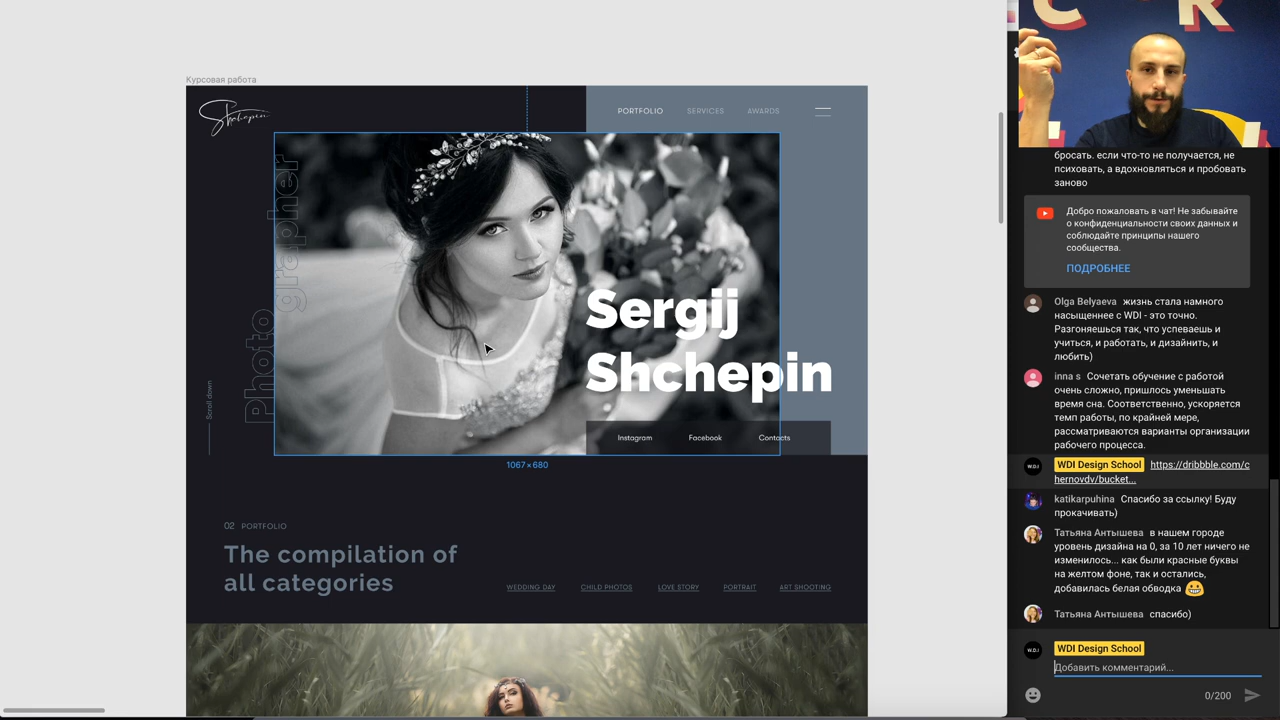 Курсовая работа
Shchepin
PORTFOLIO
SERVICES
AWARDS
Photo grapher
Scroll down
Sergij
Shchepin
Instagram
Facebook
Contacts
1067 × 680
02 PORTFOLIO
The compilation of
all categories
WEDDING DAY
CHILD PHOTOS
LOVE STORY
PORTRAIT
ART SHOOTING
бросать. если что-то не получается, не
психовать, а вдохновляться и пробовать
заново
Добро пожаловать в чат! Не забывайте
о конфиденциальности своих данных и
соблюдайте принципы нашего
сообщества.
ПОДРОБНЕЕ
Olga Belyaeva жизнь стала намного
насыщеннее с WDI - это точно.
Разгоняешься так, что успеваешь и
учиться, и работать, и дизайнить, и
любить)
inna s Сочетать обучение с работой
очень сложно, пришлось уменьшать
время сна. Соответственно, ускоряется
темп работы, по крайней мере,
рассматриваются варианты организации
рабочего процесса.
W.D.I
WDI Design School https://dribbble.com/c
hernovdv/bucket...
katikarpuhina Спасибо за ссылку! Буду
прокачивать)
Татьяна Антышева в нашем городе
уровень дизайна на 0, за 10 лет ничего не
изменилось... как были красные буквы
на желтом фоне, так и остались,
добавилась белая обводка
Татьяна Антышева спасибо)
W.D.I
WDI Design School
Добавить комментарий...
0/200